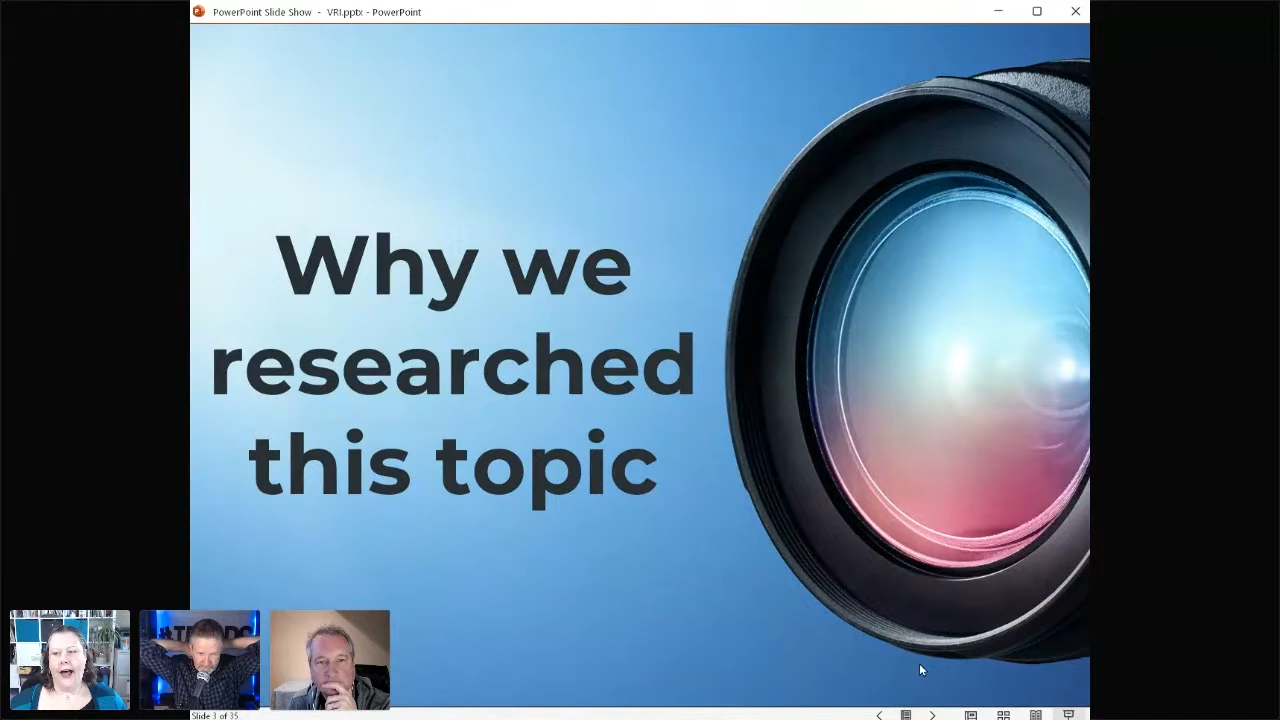 PowerPoint Slide Show - VRI.pptx - PowerPoint
Why we
researched
this topic
Slide 3 of 35